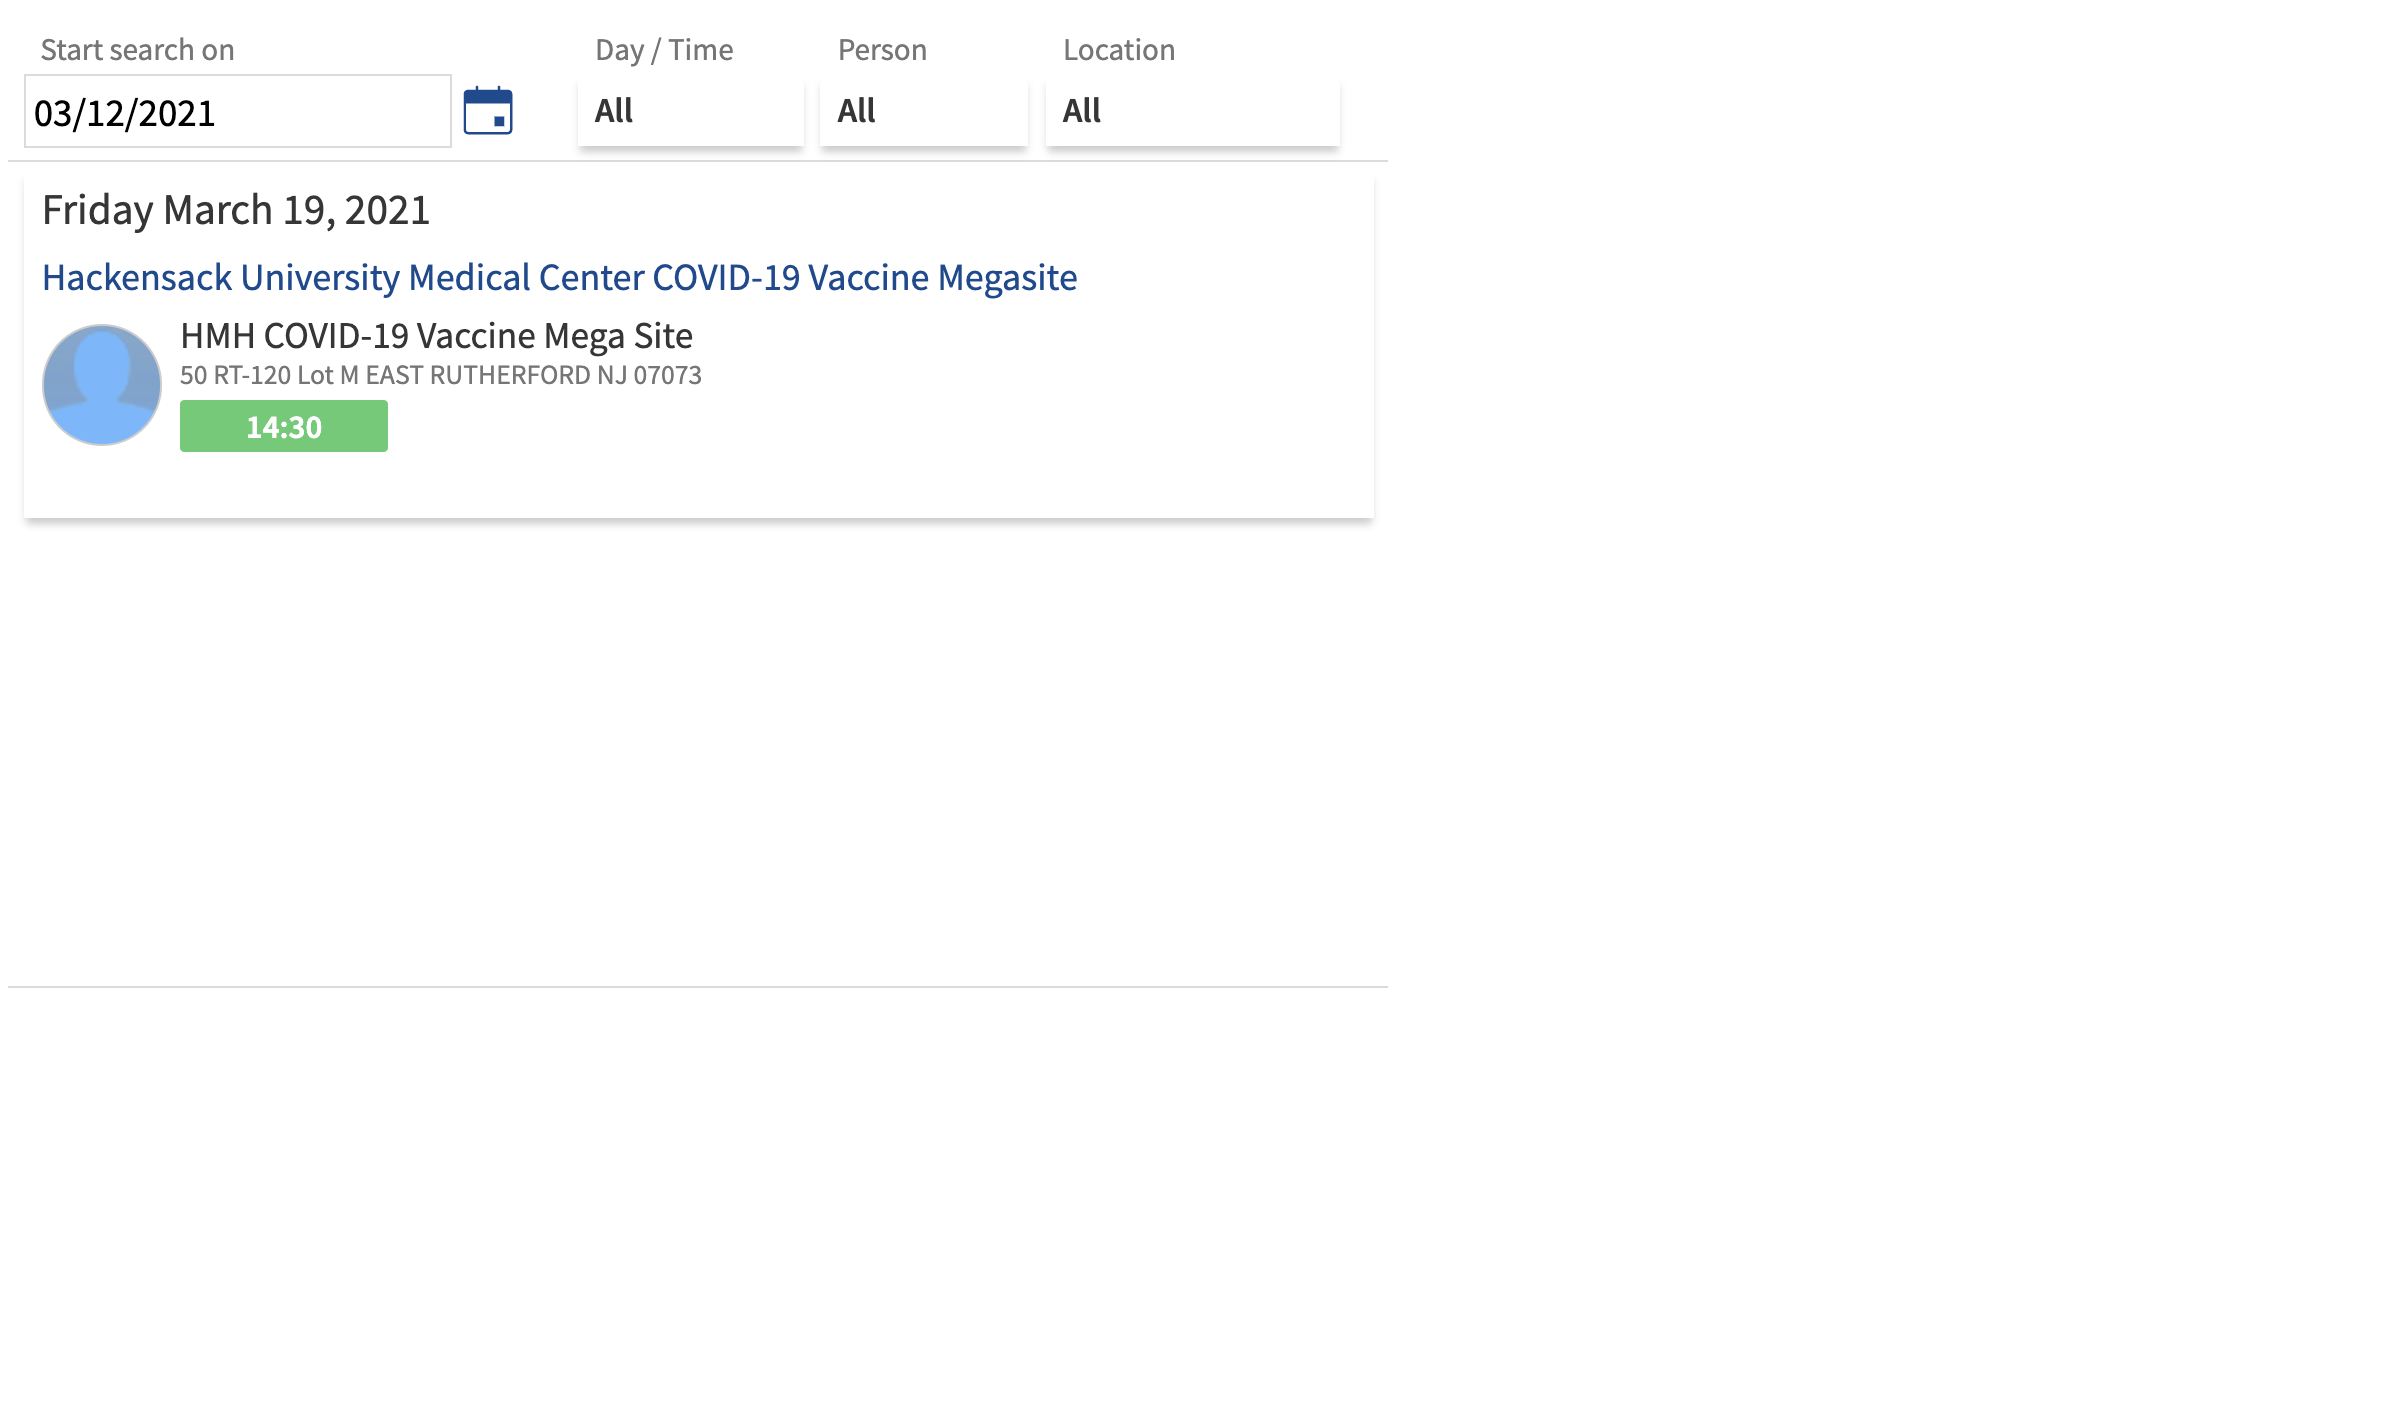 Start search on
Day / Time
Person
Location
03/12/2021
All
All
All
Friday March 19, 2021
Hackensack University Medical Center COVID-19 Vaccine Megasite
HMH COVID-19 Vaccine Mega Site
50 RT-120 Lot M EAST RUTHERFORD NJ 07073
14:30